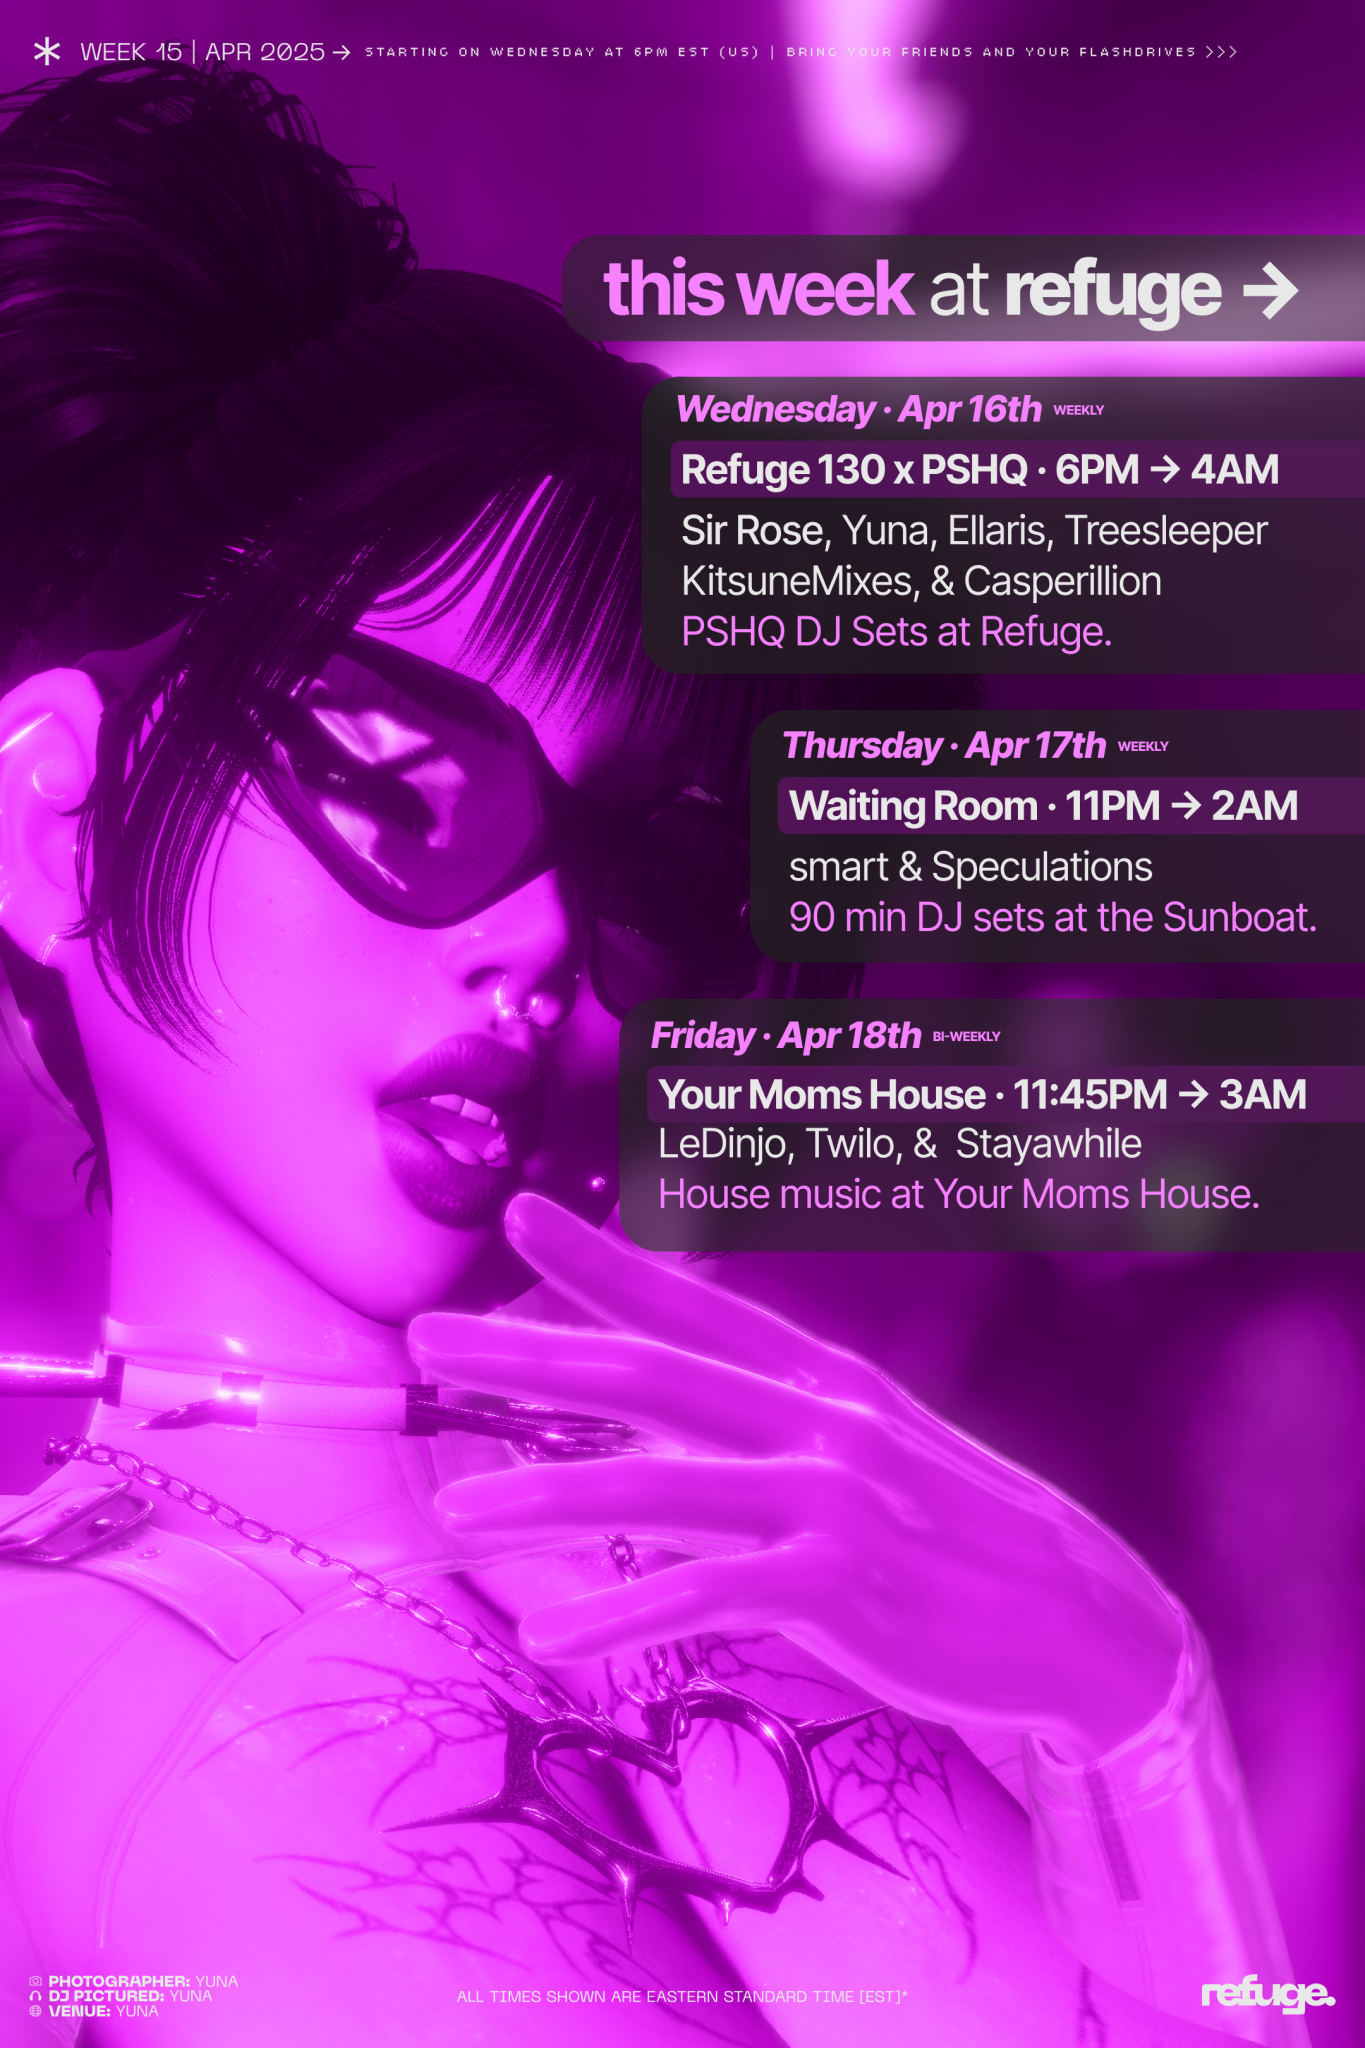 WEEK 15 | APR 2025 → STARTING ON WEDNESDAY AT 6PM EST (US) | BRING YOUR FRIENDS AND YOUR FLASHDRIVES >>>
this week at refuge →
Wednesday · Apr 16th WEEKLY
Refuge 130 x PSHQ · 6PM → 4AM
Sir Rose, Yuna, Ellaris, Treesleeper
KitsuneMixes, & Casperillion
PSHQ DJ Sets at Refuge.
Thursday · Apr 17th WEEKLY
Waiting Room · 11PM → 2AM
smart & Speculations
90 min DJ sets at the Sunboat.
Friday · Apr 18th BI-WEEKLY
Your Moms House · 11:45PM → 3AM
LeDinjo, Twilo, & Stayawhile
House music at Your Moms House.
PHOTOGRAPHER: YUNA
DJ PICTURED: YUNA
VENUE: YUNA
ALL TIMES SHOWN ARE EASTERN STANDARD TIME [EST]*
refuge.